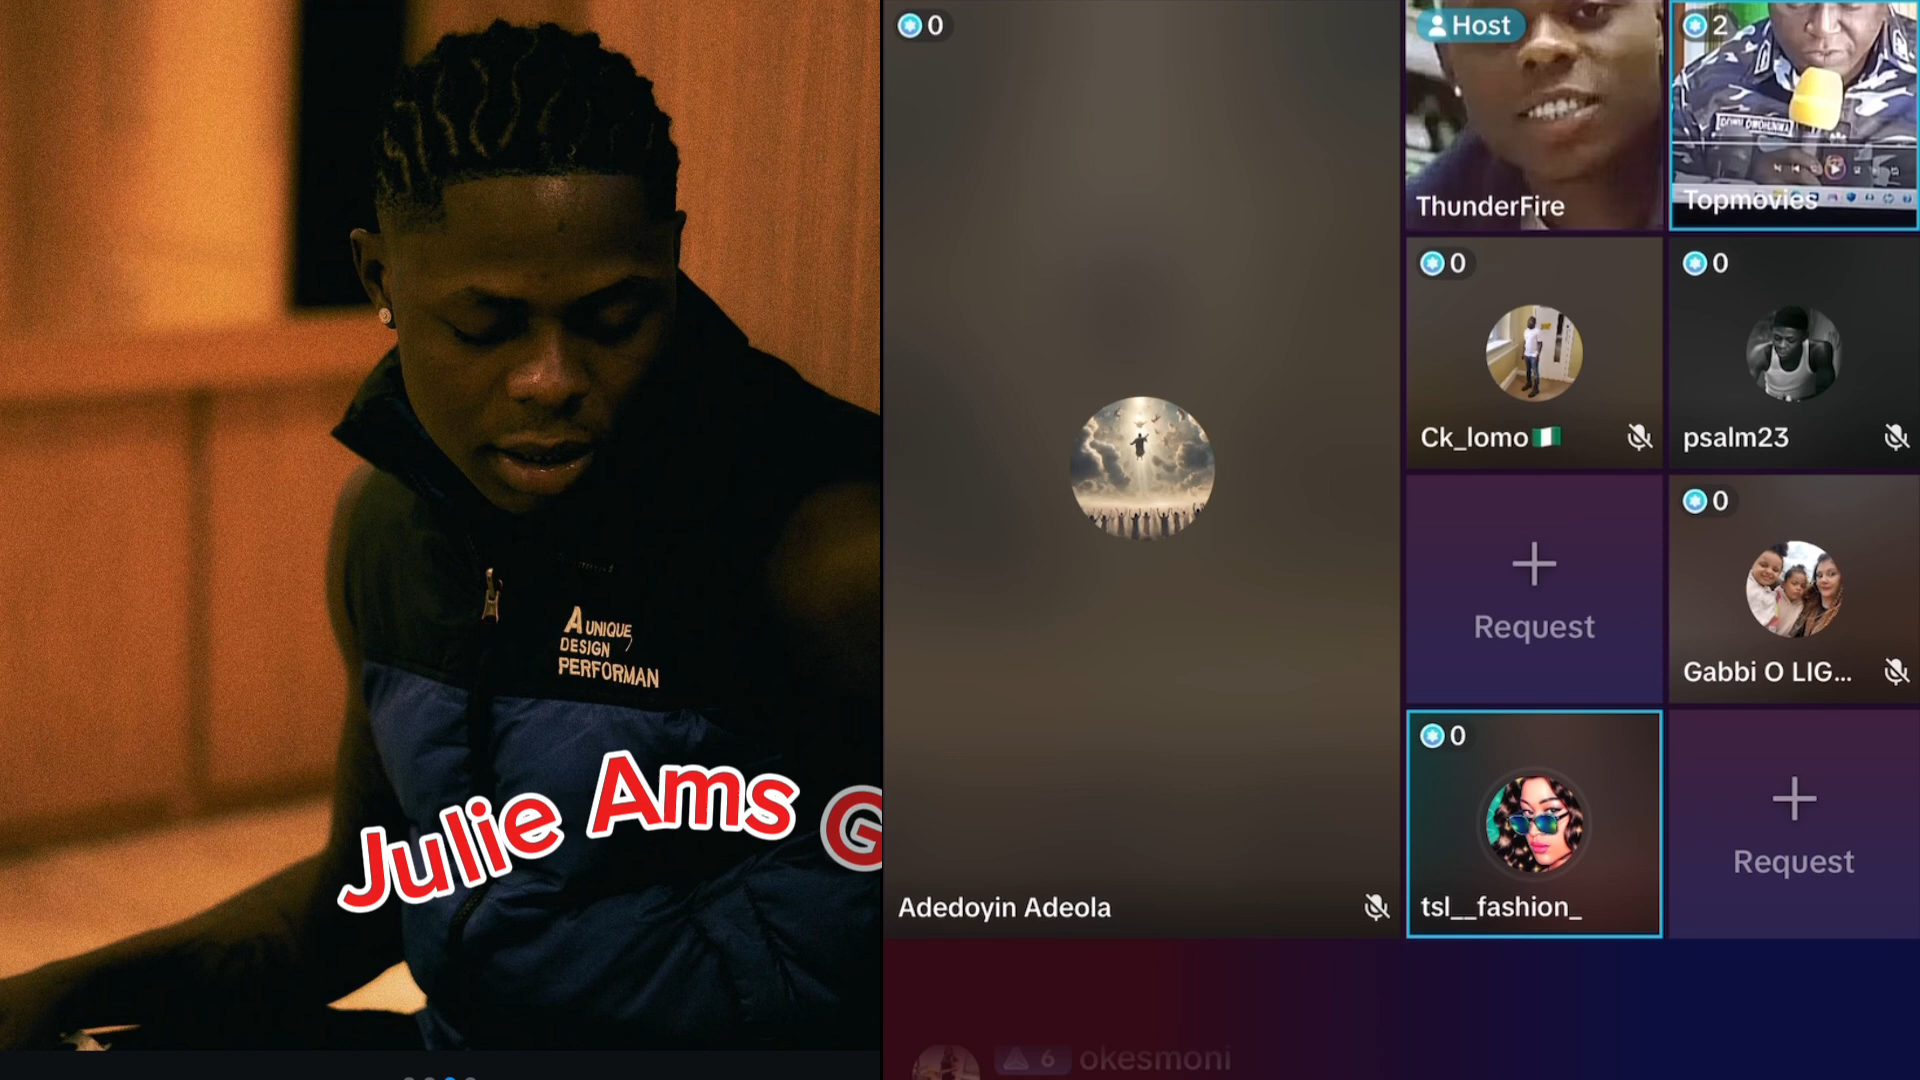 A UNIQUE,
DESIGN
PERFORMAN
Julie Ams G
0
Adedoyin Adeola
Host
ThunderFire
2
Topmovies
0
Ck_lomo
0
psalm23
Request
0
Gabbi O LIG...
0
tsl__fashion_
Request
6 okesmoni